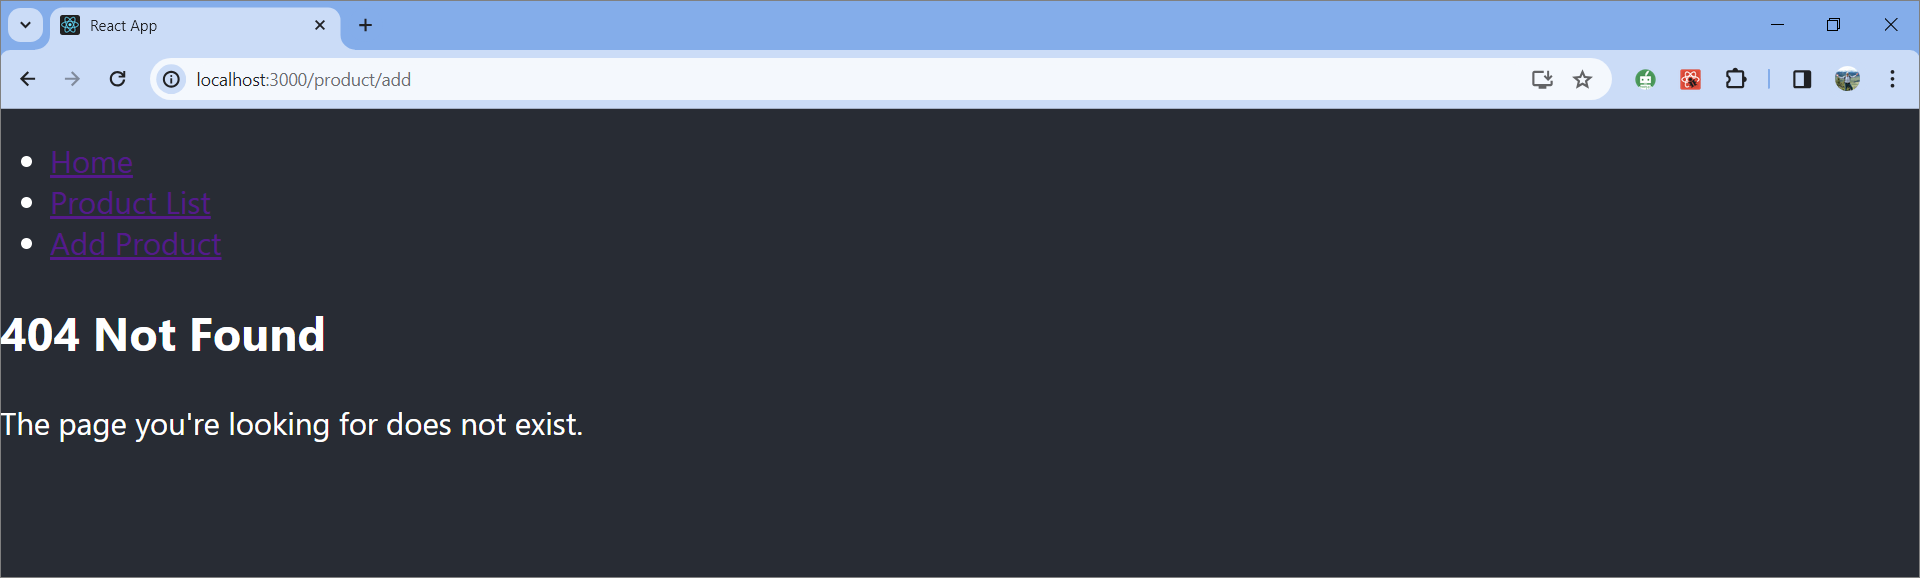 React App
localhost:3000/product/add
Home
Product List
Add Product
404 Not Found
The page you're looking for does not exist.